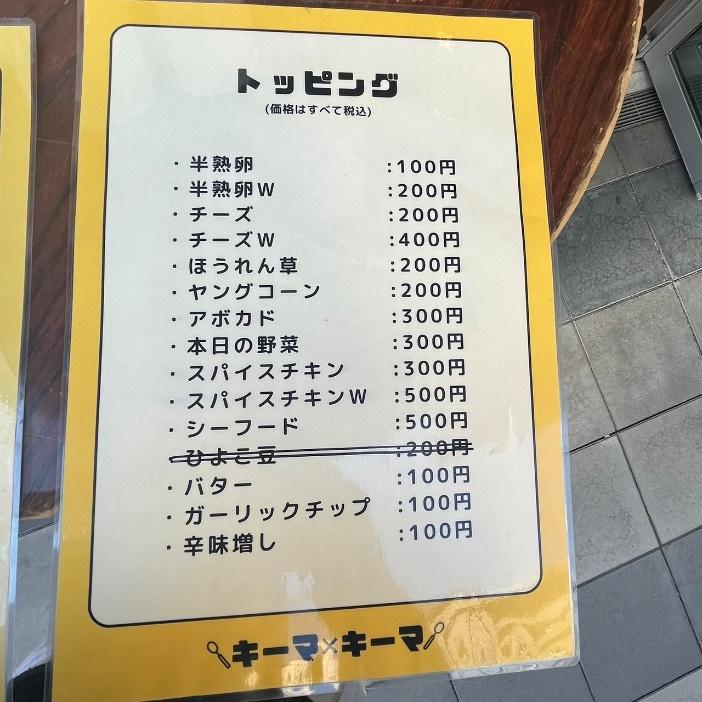 トッピング
(価格はすべて税込)
・半熟卵 :100円
・半熟卵W :200円
・チーズ :200円
・チーズW :400円
・ほうれん草 :200円
・ヤングコーン :200円
・アボカド :300円
・本日の野菜 :300円
・スパイスチキン :300円
・スパイスチキンW :500円
・シーフード :500円
ひよこ豆 :200円
・バター :100円
・ガーリックチップ :100円
・辛味増し :100円
キーマ×キーマ